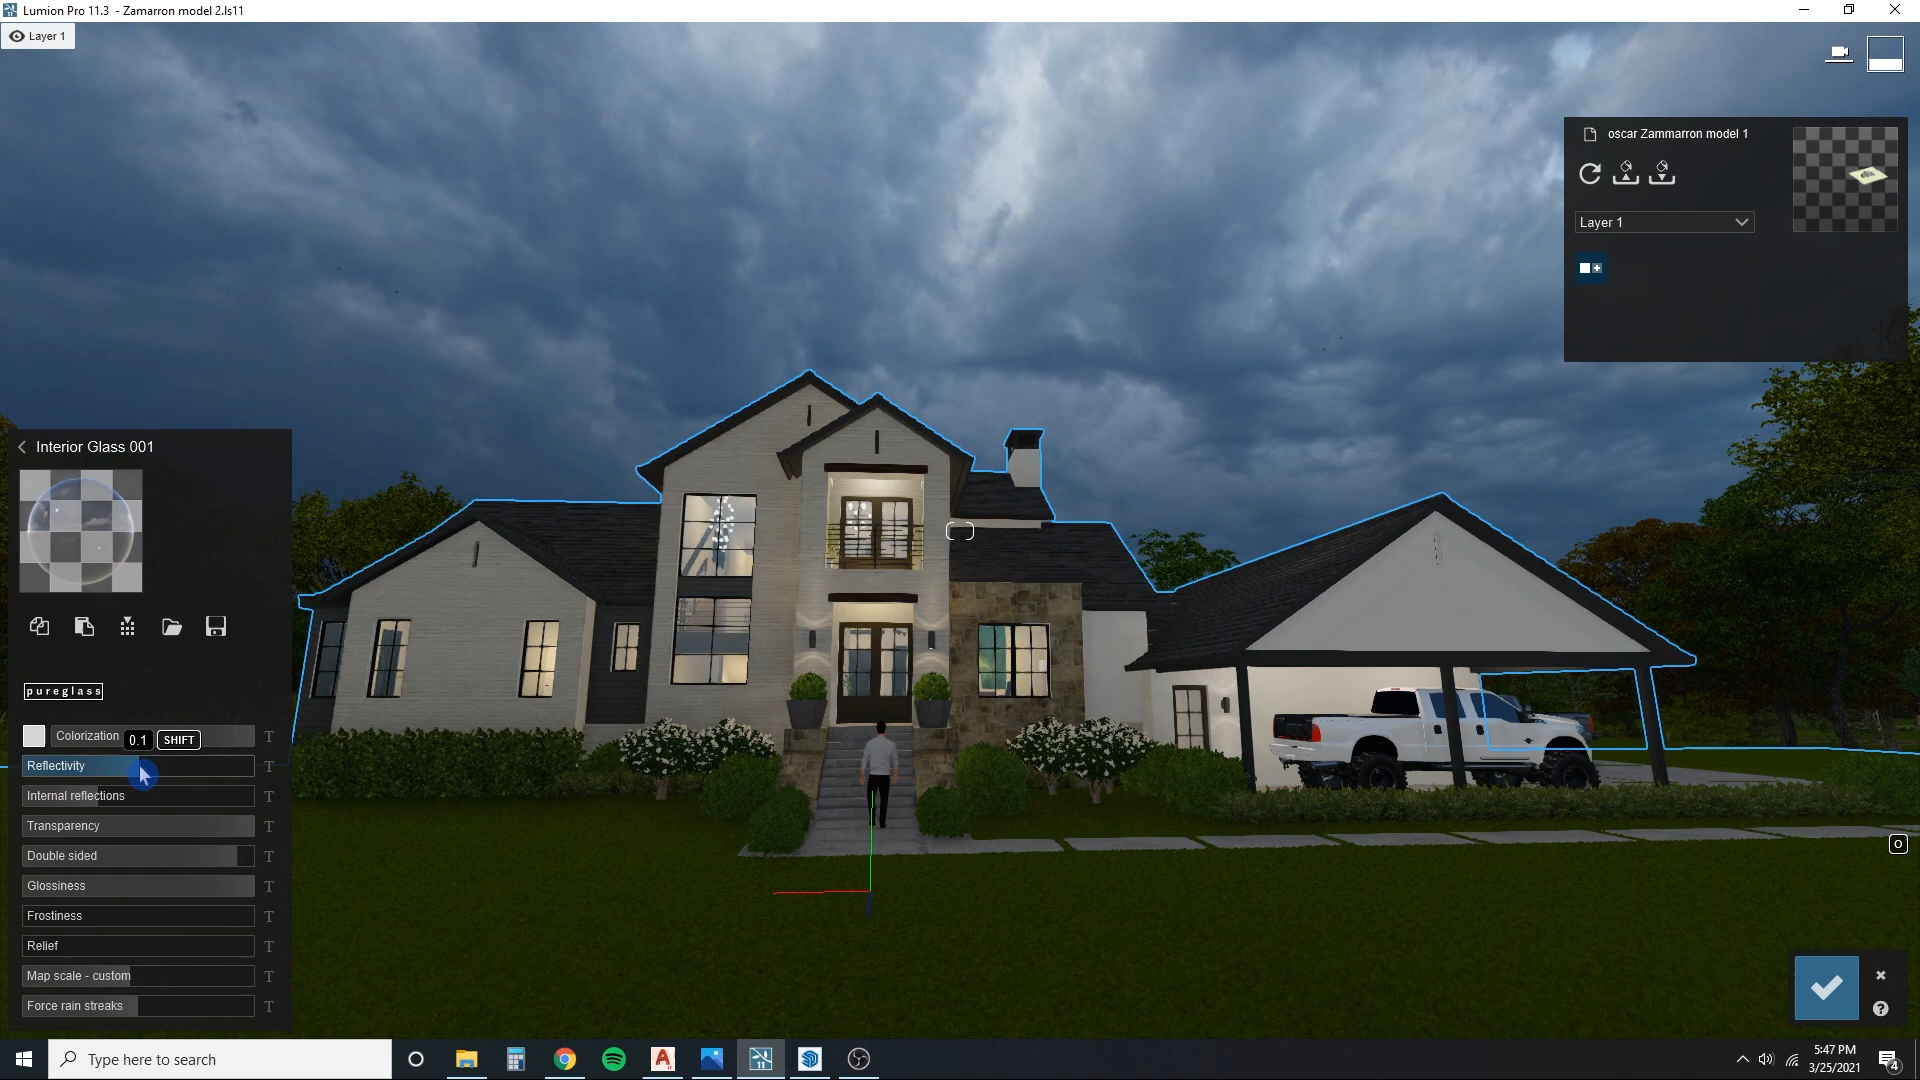 Lumion Pro 11.3 - Zamarron model 2.ls11
Layer 1
oscar Zammarron model 1
Layer 1
Interior Glass 001
pureglass
Colorization
0.1
SHIFT
T
Reflectivity
T
Internal reflections
T
Transparency
T
Double sided
T
Glossiness
T
Frostiness
T
Relief
T
Map scale - custom
T
Force rain streaks
T
O
?
Type here to search
A
11
5:47 PM
3/25/2021
4